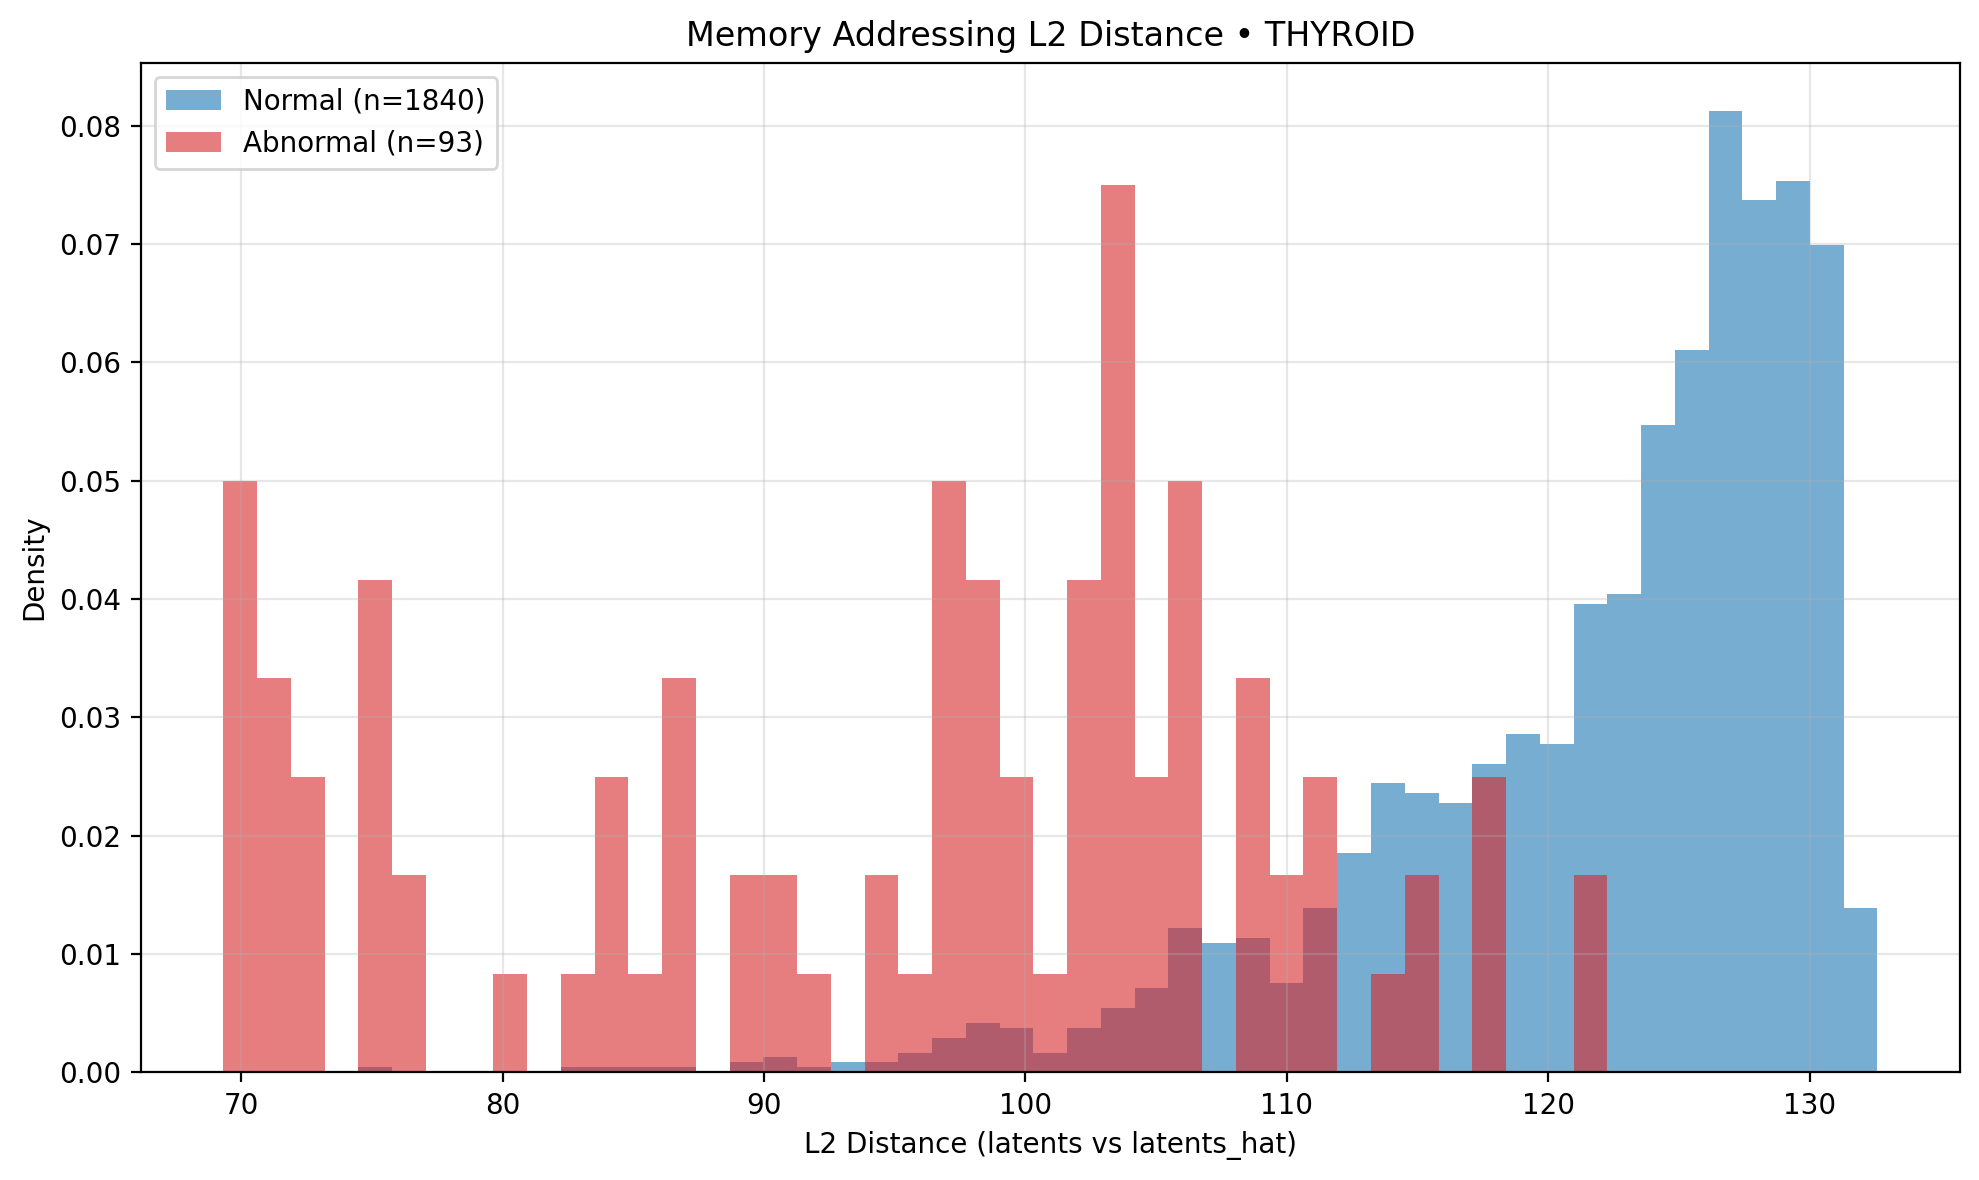 Memory Addressing L2 Distance • THYROID
Normal (n=1840)
Abnormal (n=93)
Density
0.08
0.07
0.06
0.05
0.04
0.03
0.02
0.01
0.00
70 80 90 100 110 120 130
L2 Distance (latents vs latents_hat)